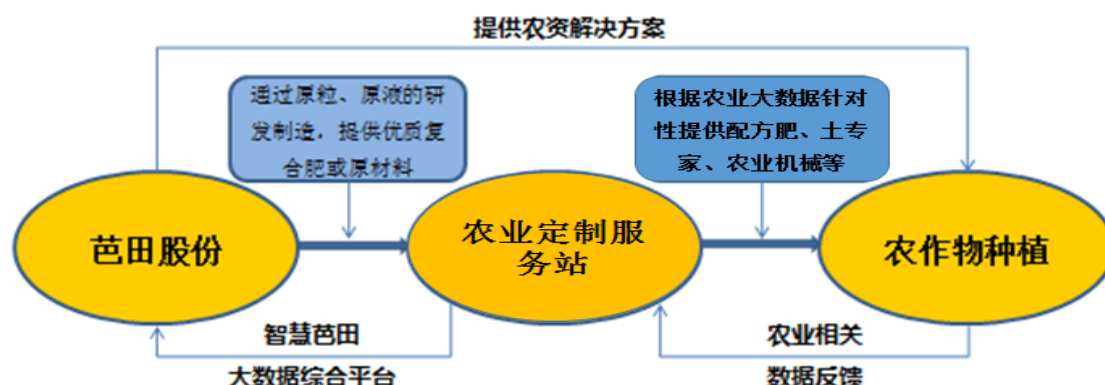 提供农资解决方案
通过原粒、原液的研
发制造，提供优质复
合肥或原材料
根据农业大数据针对
性提供配方肥、土专
家、农业机械等
芭田股份
农业定制服
务站
农作物种植
智慧芭田
大数据综合平台
农业相关
数据反馈